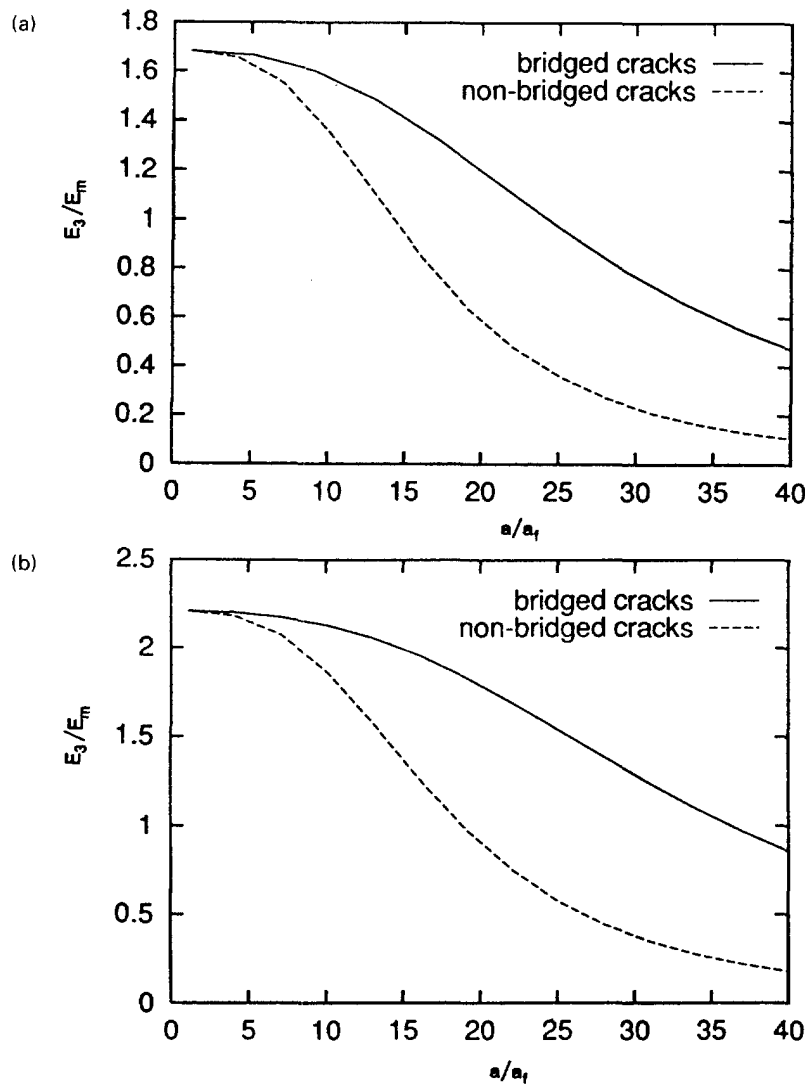 (a)
1.8
1.6
1.4
1.2
1
0.8
0.6
0.4
0.2
0
E3/Em
bridged cracks
non-bridged cracks
0 5 10 15 20 25 30 35 40
a/af
(b)
2.5
2
1.5
1
0.5
0
E3/Em
bridged cracks
non-bridged cracks
0 5 10 15 20 25 30 35 40
a/af